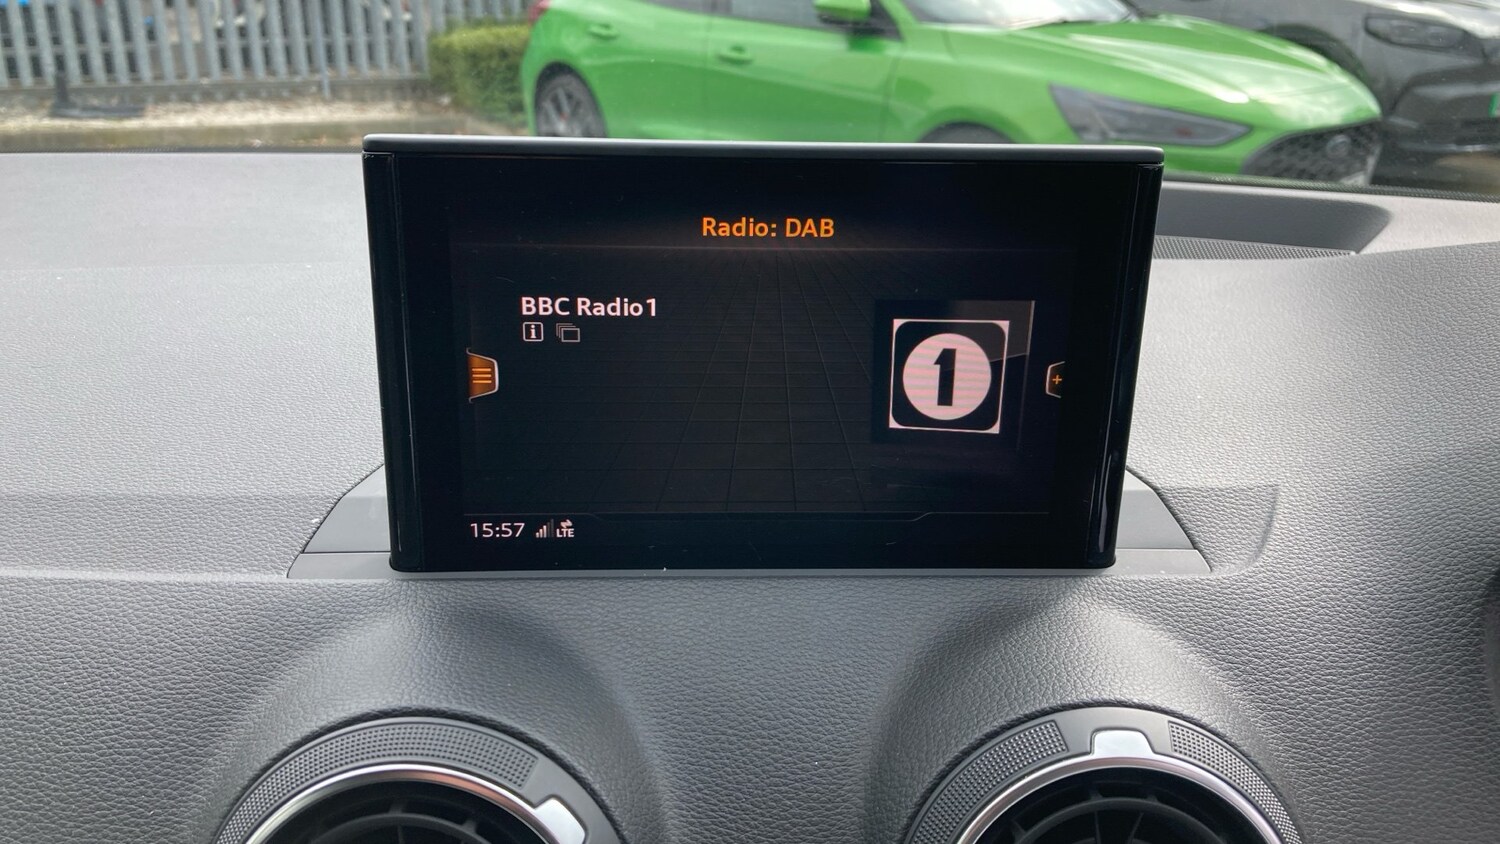 Radio: DAB
BBC Radio1
i
1
+
15:57 LTE